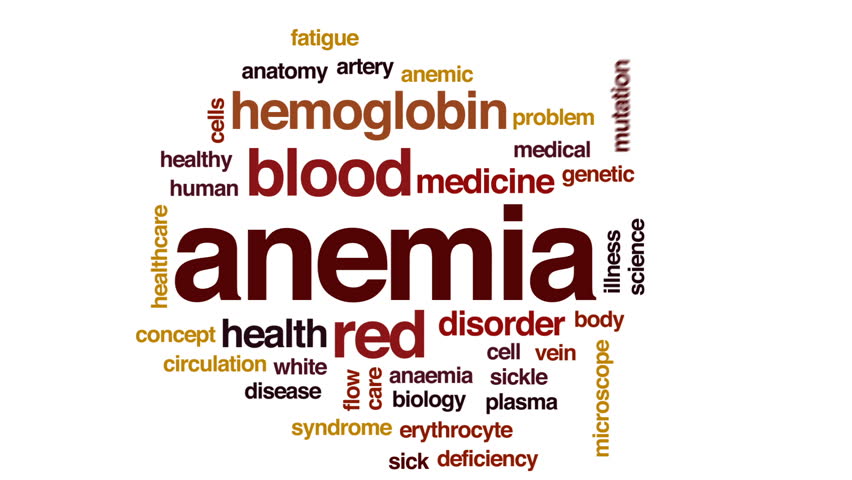 fatigue
anatomy
artery
anemic
mutation
cells
hemoglobin
problem
healthy
human
blood
medicine
medical
genetic
healthcare
anemia
illness
science
concept
health
red
disorder
body
circulation
white
cell
vein
disease
flow
care
anaemia
sickle
microscope
biology
plasma
syndrome
erythrocyte
sick
deficiency